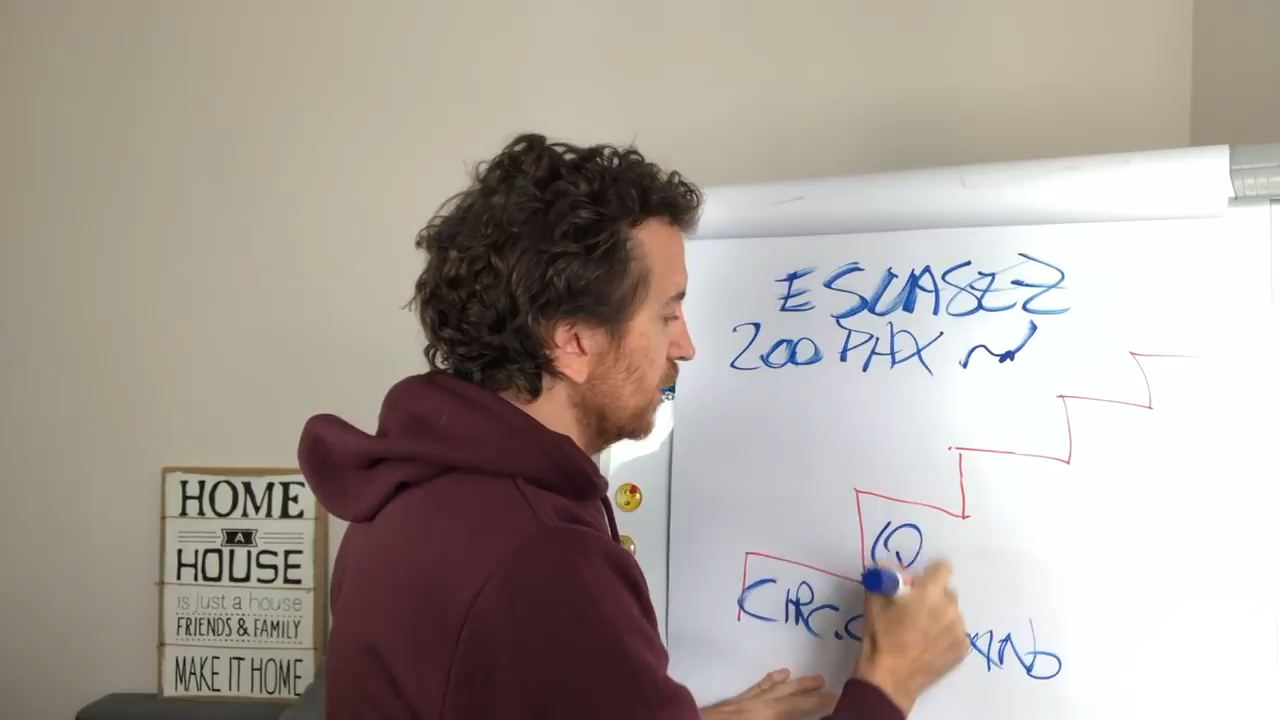 HOME
A
HOUSE
is just a house
FRIENDS & FAMILY
MAKE IT HOME
ESCASEZ
200 PAX
CIRC.